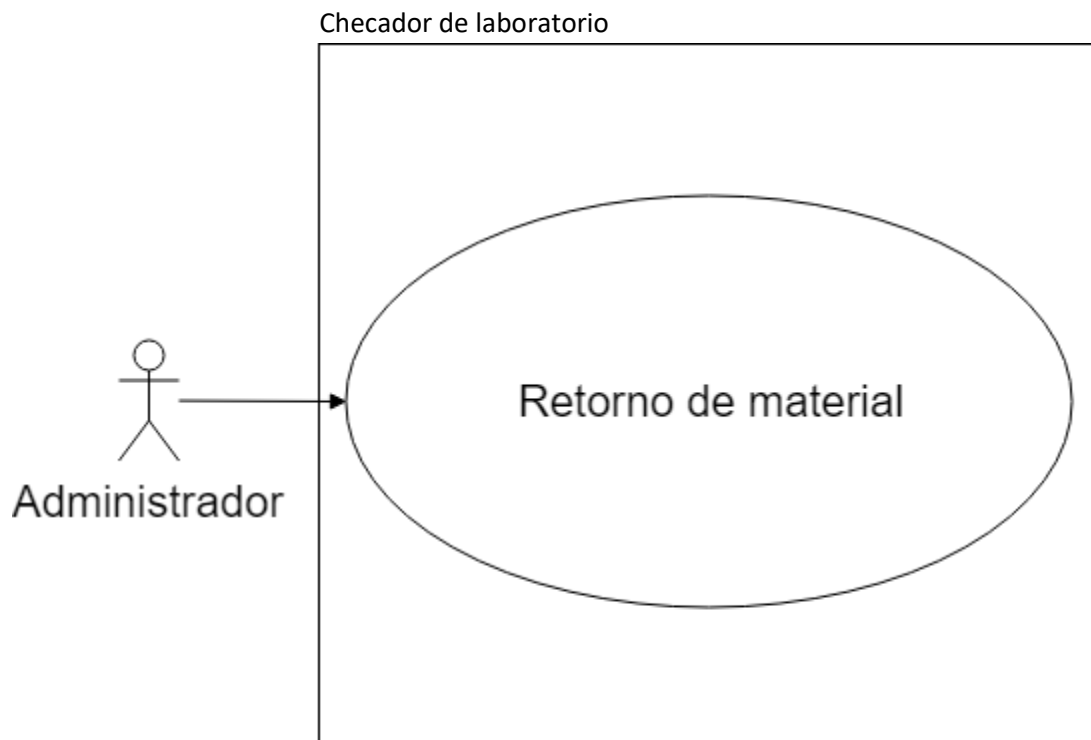 Checador de laboratorio
Retorno de material
Administrador